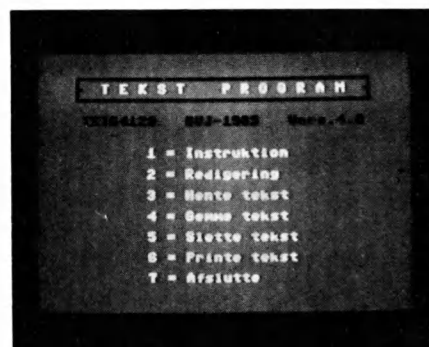 TEKST PROGRAM
1 = Instruktion
2 = Redigering
3 = Hente tekst
4 = Gemme tekst
5 = Slette tekst
6 = Printe tekst
7 = Afslutte